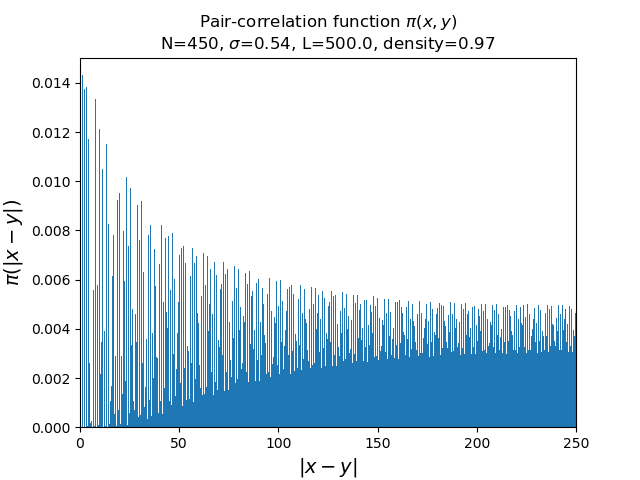 Pair-correlation function π(x, y)
N=450, σ=0.54, L=500.0, density=0.97
π(|x − y|)
0.014
0.012
0.010
0.008
0.006
0.004
0.002
0.000
0 50 100 150 200 250
|x − y|